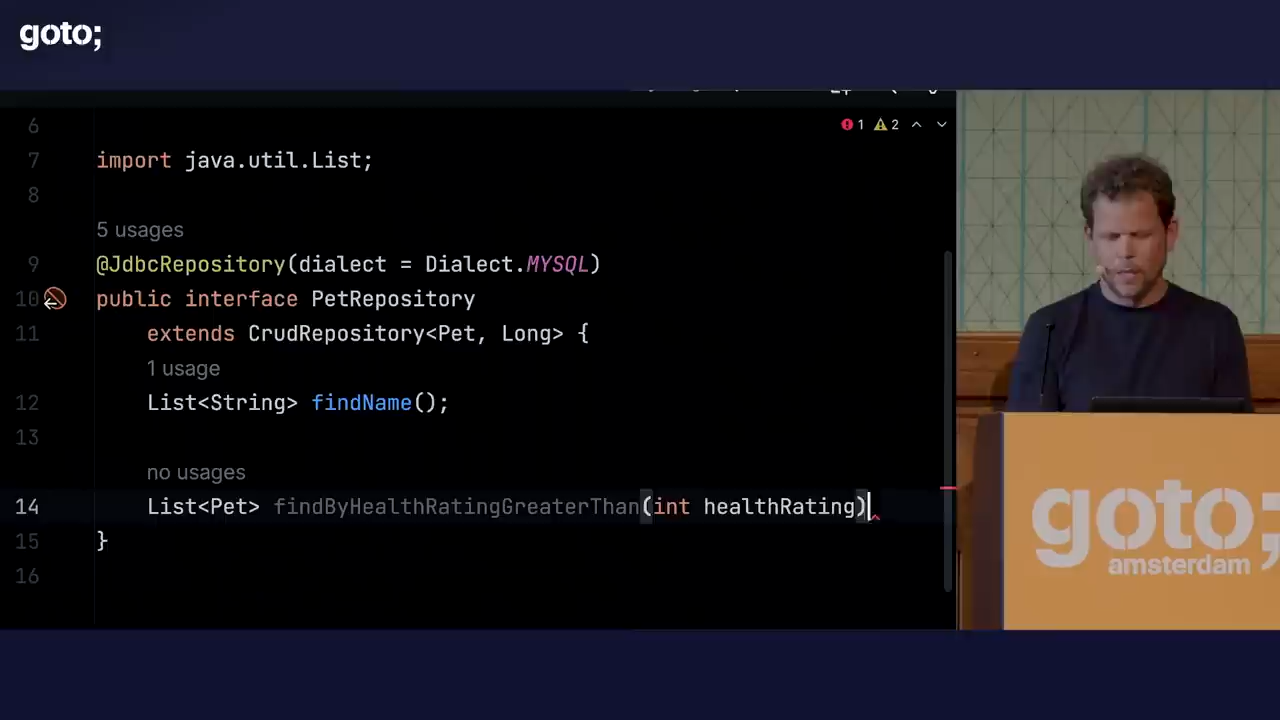 goto;
6
1 2
7 import java.util.List;
8
5 usages
9 @JdbcRepository(dialect = Dialect.MYSQL)
10 public interface PetRepository
11 extends CrudRepository<Pet, Long> {
1 usage
12 List<String> findName();
13
no usages
14 List<Pet> findByHealthRatingGreaterThan(int healthRating)
15 }
16
goto;
amsterdam